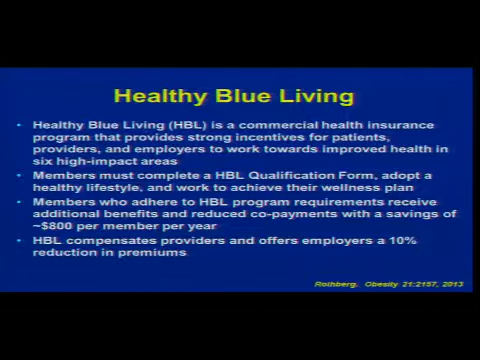 Healthy Blue Living
• Healthy Blue Living (HBL) is a commercial health insurance
program that provides strong incentives for patients,
providers, and employers to work towards improved health in
six high-impact areas
• Members must complete a HBL Qualification Form, adopt a
healthy lifestyle, and work to achieve their wellness plan
• Members who adhere to HBL program requirements receive
additional benefits and reduced co-payments with a savings of
~$800 per member per year
• HBL compensates providers and offers employers a 10%
reduction in premiums
Rothberg, Obesity 21:2157, 2013